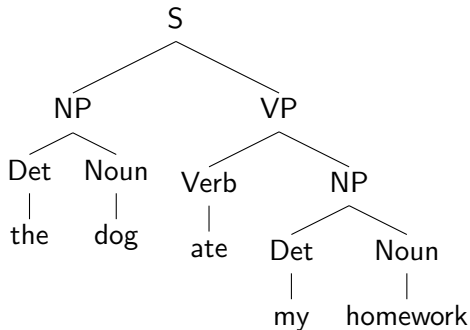 S
NP VP
Det Noun Verb NP
the dog ate Det Noun
my homework